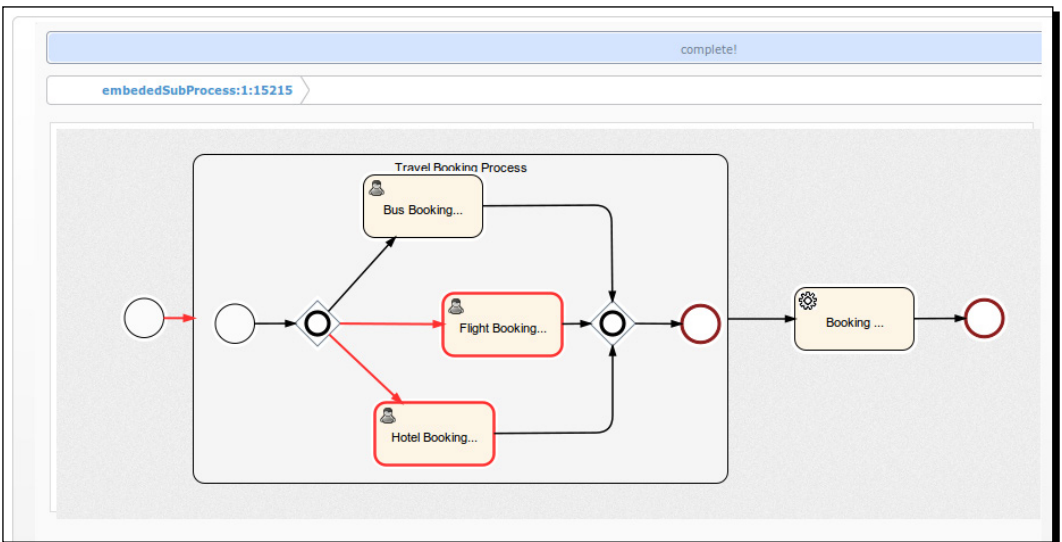 complete!
embededSubProcess:1:15215
Travel Booking Process
Bus Booking...
Flight Booking...
Booking ...
Hotel Booking...